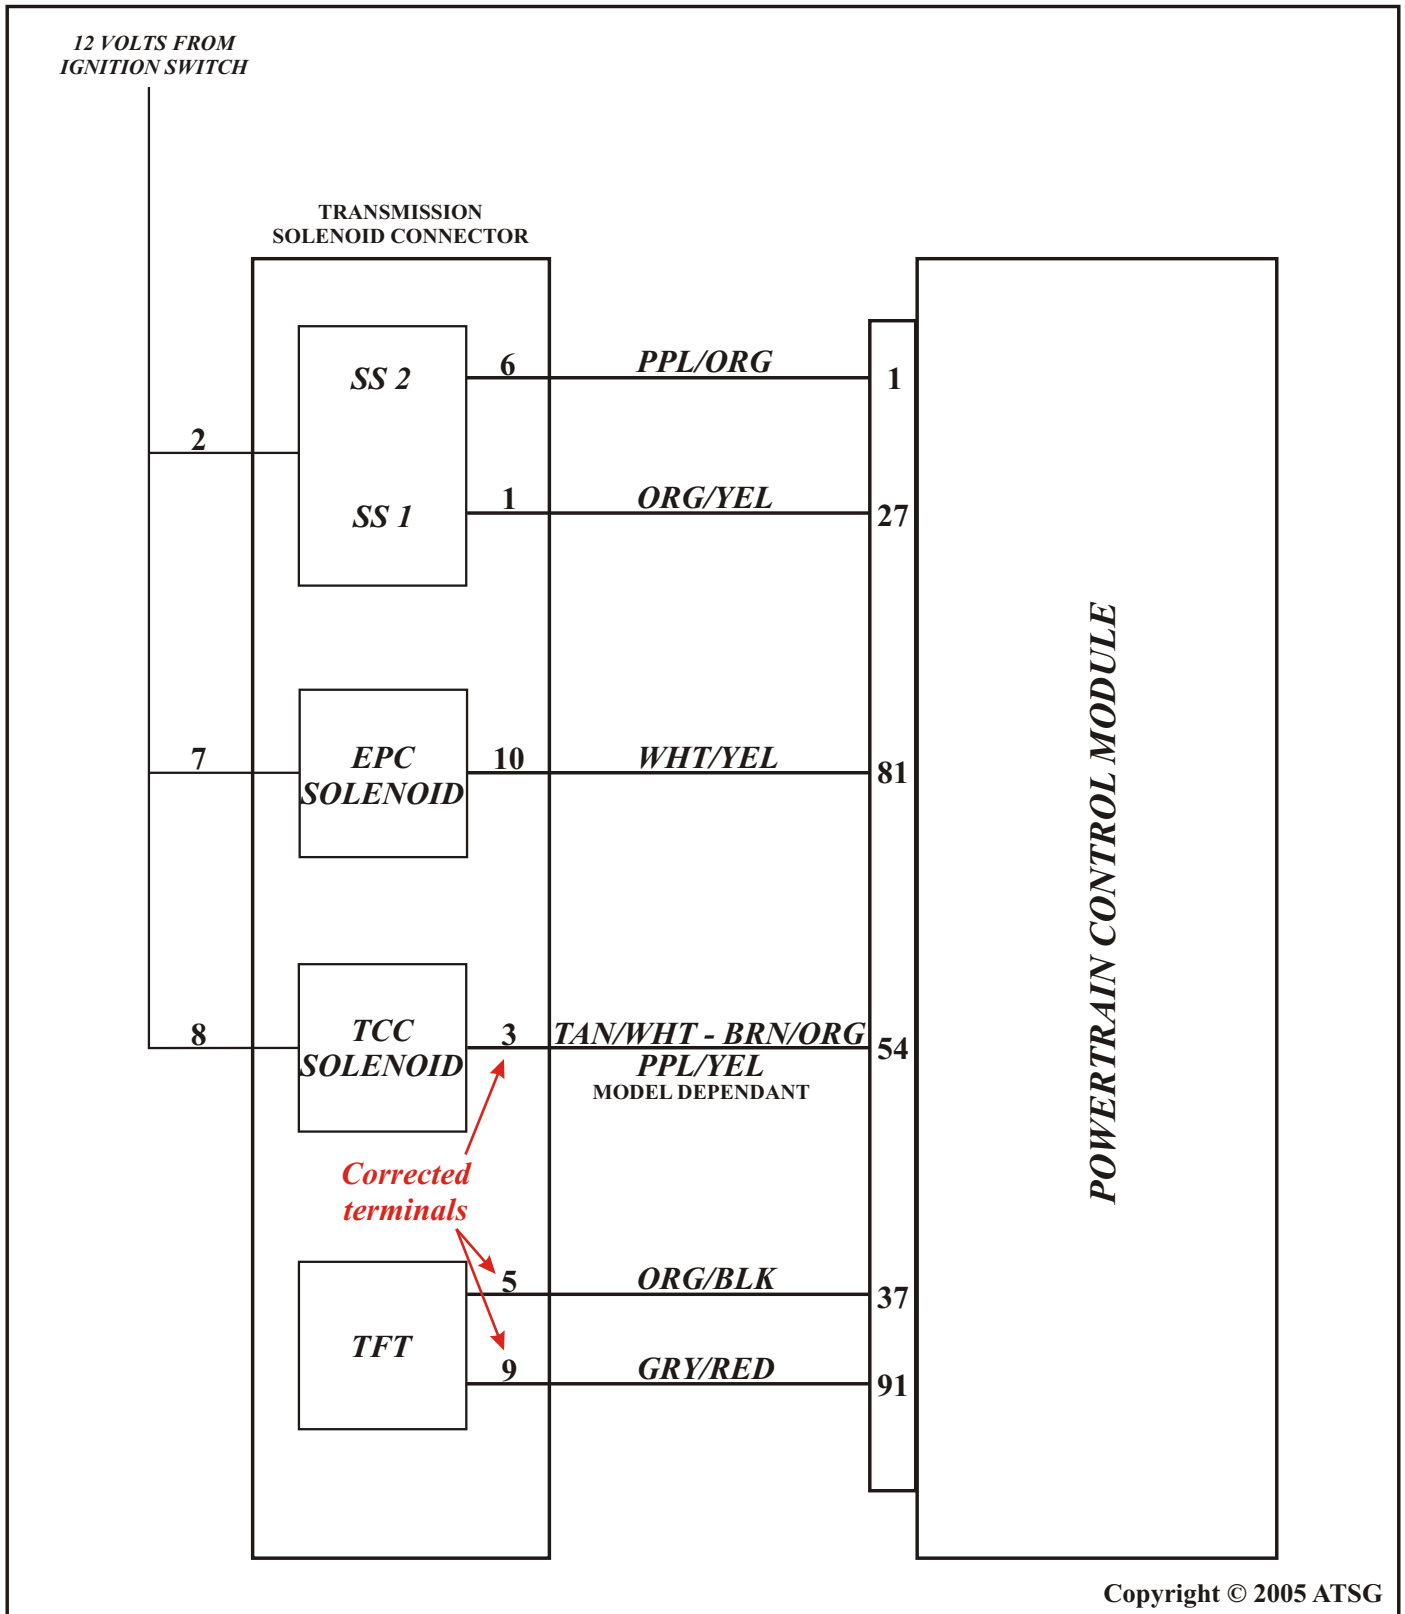 12 VOLTS FROM
IGNITION SWITCH
TRANSMISSION
SOLENOID CONNECTOR
SS 2
6
PPL/ORG
1
2
SS 1
1
ORG/YEL
27
7
EPC
SOLENOID
10
WHT/YEL
81
8
TCC
SOLENOID
3
TAN/WHT - BRN/ORG
PPL/YEL
MODEL DEPENDANT
54
Corrected
terminals
TFT
5
ORG/BLK
37
9
GRY/RED
91
POWERTRAIN CONTROL MODULE
Copyright © 2005 ATSG